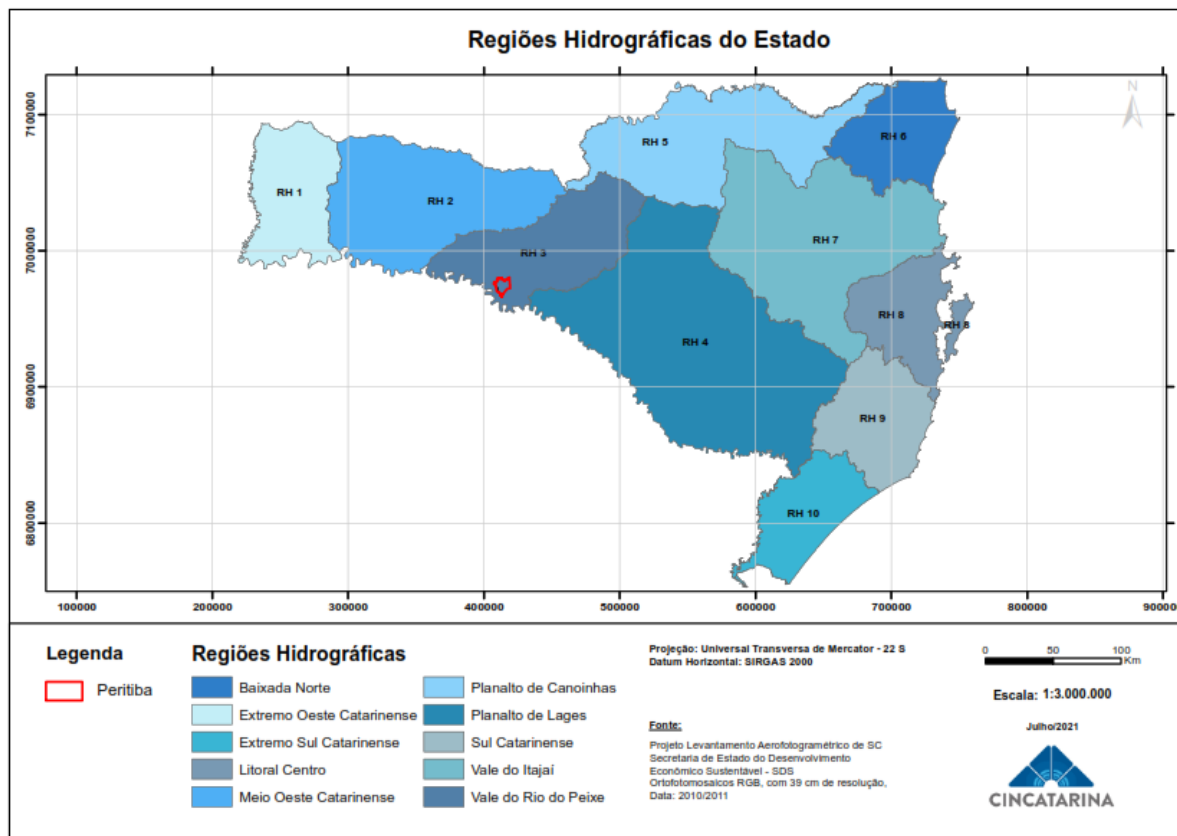 Regiões Hidrográficas do Estado
N
7100000
7000000
6900000
6800000
RH 1
RH 2
RH 3
RH 4
RH 5
RH 6
RH 7
RH 8
RH 8
RH 9
RH 10
100000
200000
300000
400000
500000
600000
700000
800000
90000
Legenda
Peritiba
Regiões Hidrográficas
Baixada Norte
Extremo Oeste Catarinense
Extremo Sul Catarinense
Litoral Centro
Meio Oeste Catarinense
Planalto de Canoinhas
Planalto de Lages
Sul Catarinense
Vale do Itajaí
Vale do Rio do Peixe
Projeção: Universal Transversa de Mercator - 22 S
Datum Horizontal: SIRGAS 2000
Fonte:
Projeto Levantamento Aerofotogramétrico de SC
Secretaria de Estado do Desenvolvimento
Econômico Sustentável - SDS
Ortofotomosaicos RGB, com 39 cm de resolução,
Data: 2010/2011
0 50 100
Km
Escala: 1:3.000.000
Julho/2021
CINCATARINA